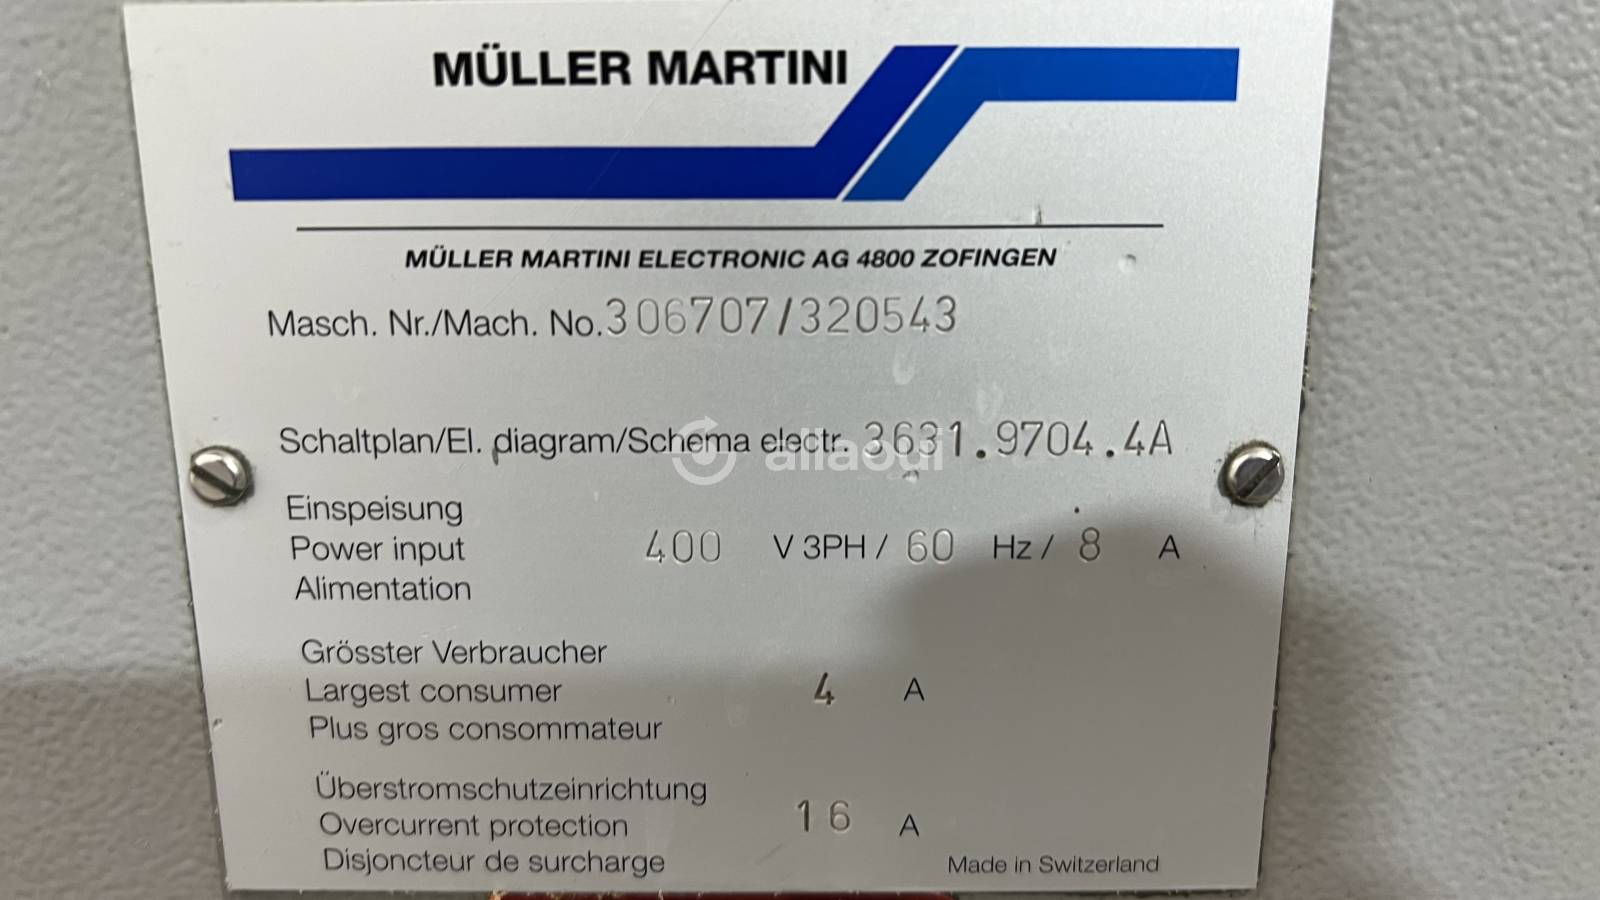 MÜLLER MARTINI
MÜLLER MARTINI ELECTRONIC AG 4800 ZOFINGEN
Masch. Nr./Mach. No. 306707/320543
Schaltplan/El. diagram/Schema electr. 3631.9704.4A
allaoui
Einspeisung
Power input 400 V 3PH / 60 Hz / 8 A
Alimentation
Grösster Verbraucher
Largest consumer 4 A
Plus gros consommateur
Überstromschutzeinrichtung
Overcurrent protection 16 A
Disjoncteur de surcharge
Made in Switzerland